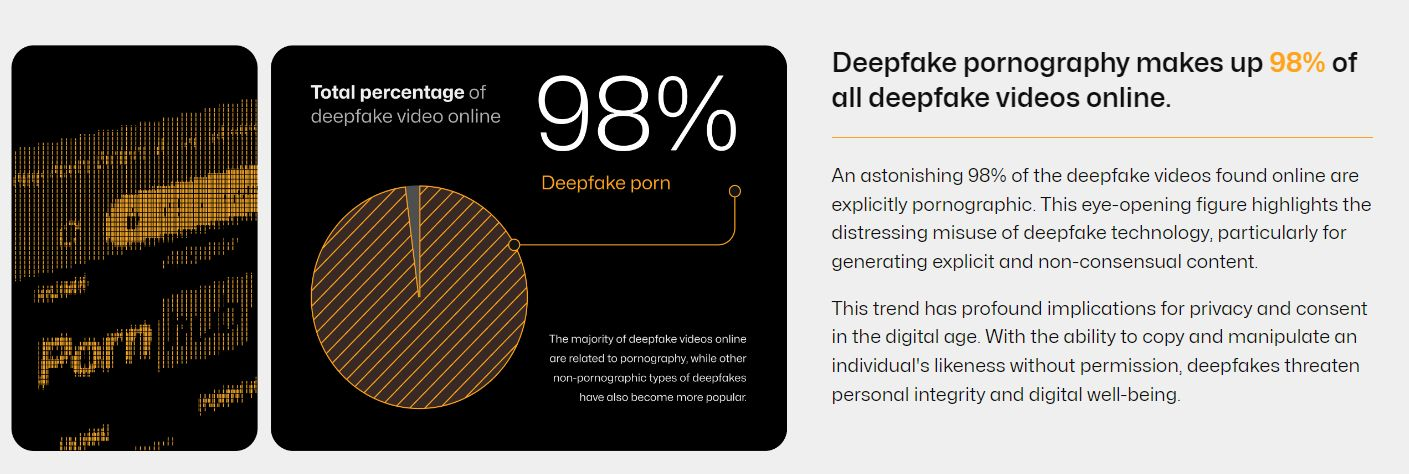 Porn
Total percentage of
deepfake video online
98%
Deepfake porn
The majority of deepfake videos online
are related to pornography, while other
non-pornographic types of deepfakes
have also become more popular.
Deepfake pornography makes up 98% of
all deepfake videos online.
An astonishing 98% of the deepfake videos found online are
explicitly pornographic. This eye-opening figure highlights the
distressing misuse of deepfake technology, particularly for
generating explicit and non-consensual content.
This trend has profound implications for privacy and consent
in the digital age. With the ability to copy and manipulate an
individual's likeness without permission, deepfakes threaten
personal integrity and digital well-being.